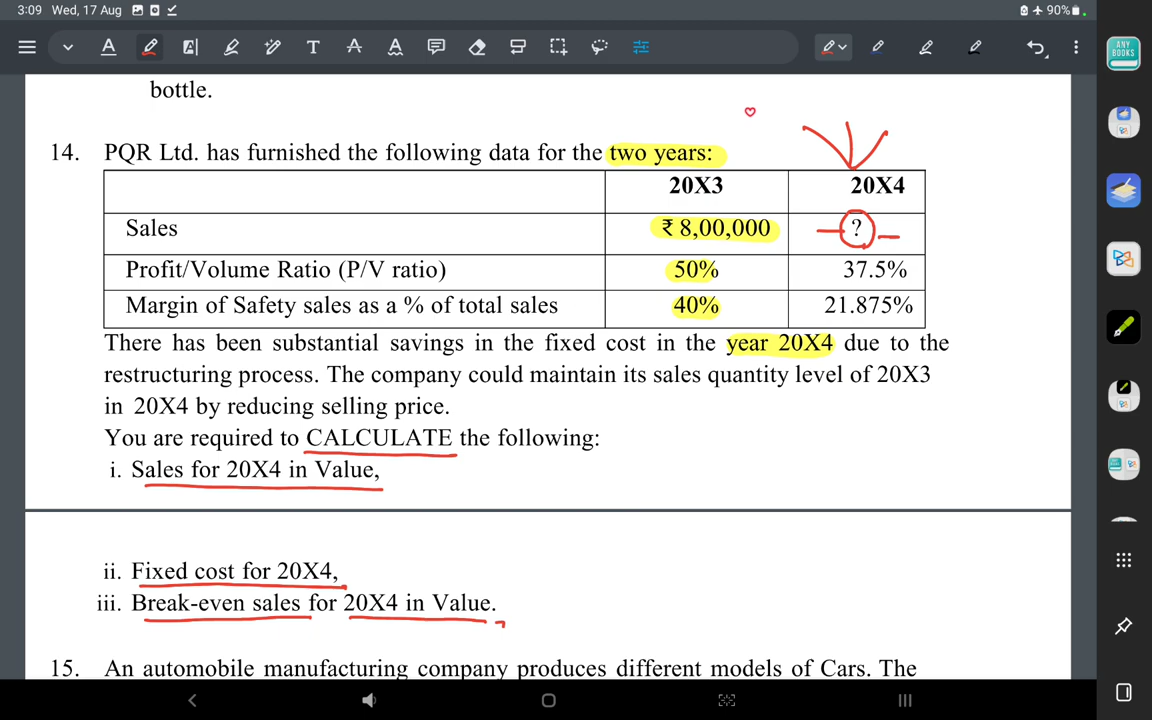 3:09 Wed, 17 Aug
90%
bottle.
14. PQR Ltd. has furnished the following data for the two years:
20X3 20X4
Sales ₹ 8,00,000 ?
Profit/Volume Ratio (P/V ratio) 50% 37.5%
Margin of Safety sales as a % of total sales 40% 21.875%
There has been substantial savings in the fixed cost in the year 20X4 due to the
restructuring process. The company could maintain its sales quantity level of 20X3
in 20X4 by reducing selling price.
You are required to CALCULATE the following:
i. Sales for 20X4 in Value,
ii. Fixed cost for 20X4,
iii. Break-even sales for 20X4 in Value.
15. An automobile manufacturing company produces different models of Cars. The
ANY
BOOKS